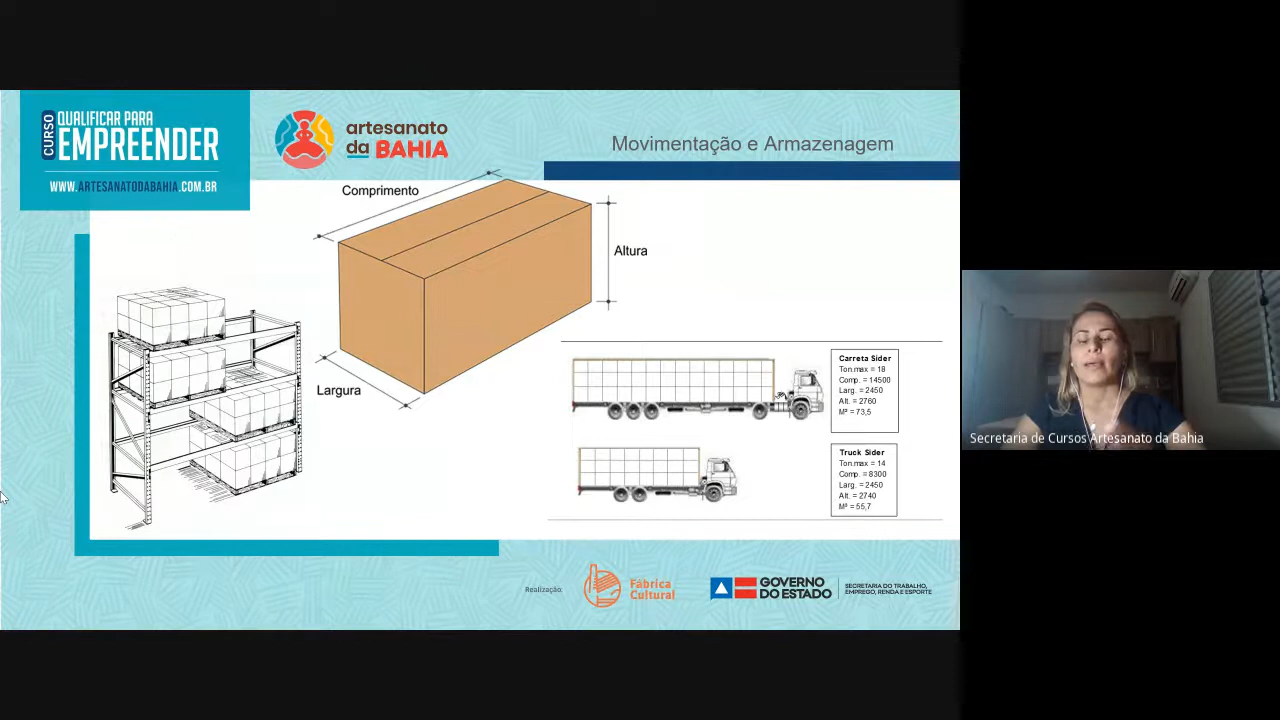 CURSO
QUALIFICAR PARA
EMPREENDER
WWW.ARTESANATODABAHIA.COM.BR
artesanato
da BAHIA
Movimentação e Armazenagem
Comprimento
Altura
Largura
Carreta Sider
Ton.max = 18
Comp. = 14500
Larg. = 2450
Alt. = 2760
M³ = 73,5
Truck Sider
Ton.max = 14
Comp. = 8300
Larg. = 2450
Alt. = 2740
M³ = 55,7
Secretaria de Cursos Artesanato da Bahia
Realização:
Fábrica
Cultural
GOVERNO
DO ESTADO
SECRETARIA DO TRABALHO,
EMPREGO, RENDA E ESPORTE